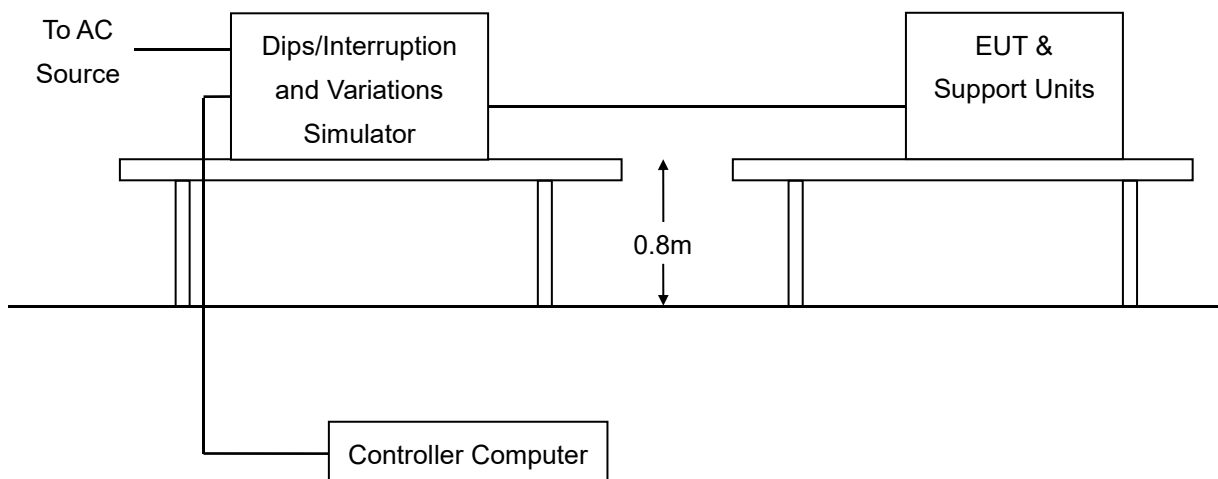 To AC
Source
Dips/Interruption
and Variations
Simulator
EUT &
Support Units
0.8m
Controller Computer